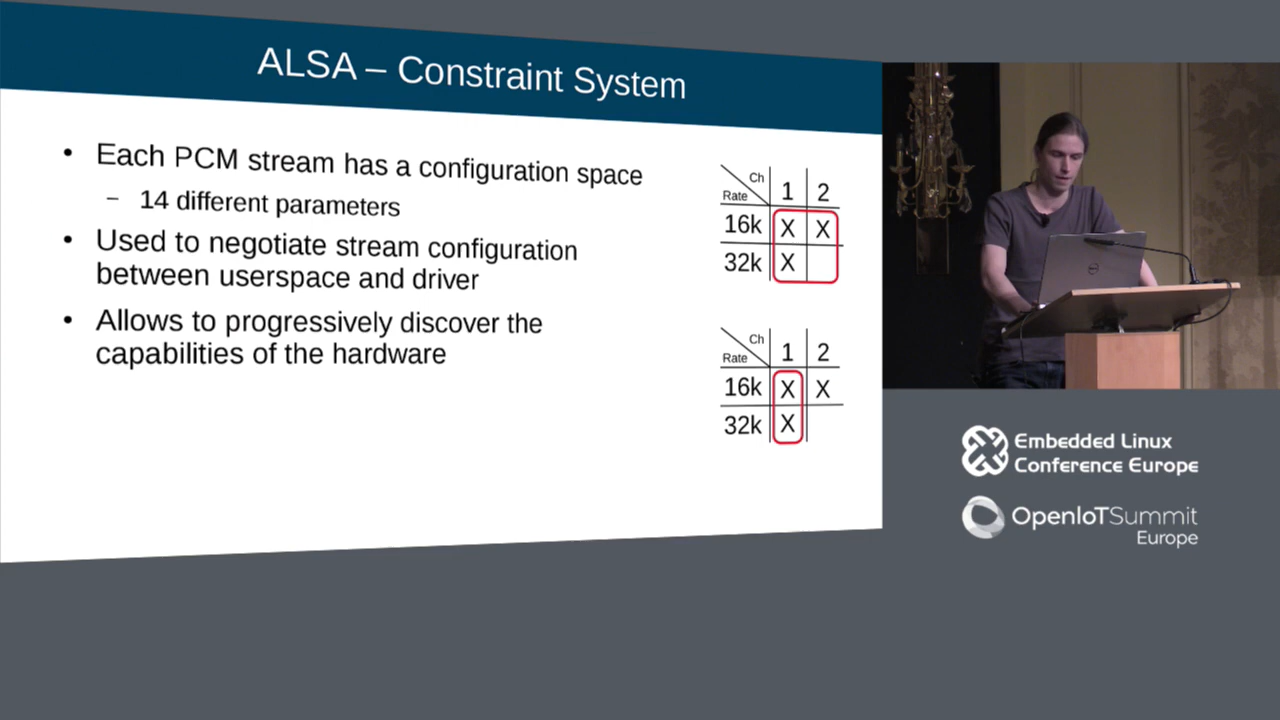 ALSA – Constraint System
• Each PCM stream has a configuration space
– 14 different parameters
• Used to negotiate stream configuration
between userspace and driver
• Allows to progressively discover the
capabilities of the hardware
Ch
Rate
1 2
16k X X
32k X
Ch
Rate
1 2
16k X X
32k X
DELL
Embedded Linux
Conference Europe
OpenIoTSummit
Europe